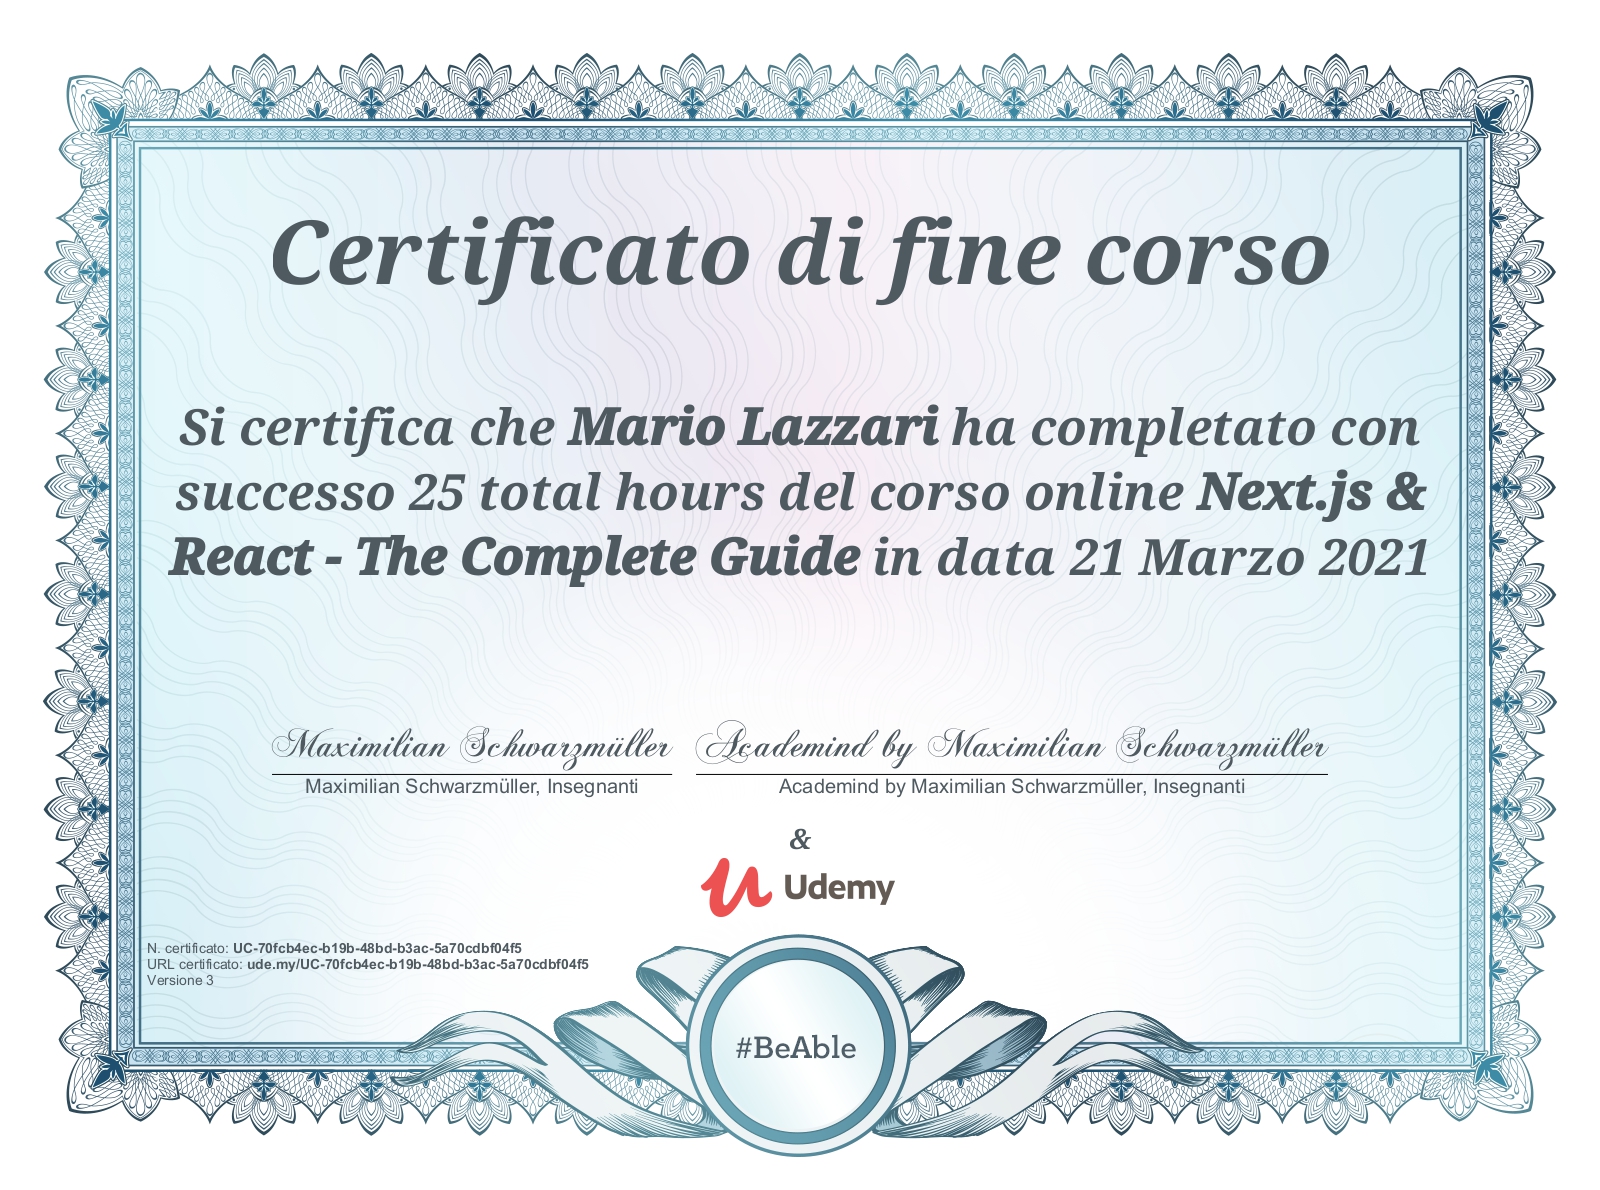 Certificato di fine corso
Si certifica che Mario Lazzari ha completato con
successo 25 total hours del corso online Next.js &
React - The Complete Guide in data 21 Marzo 2021
Maximilian Schwarzmüller
Maximilian Schwarzmüller, Insegnanti
Academind by Maximilian Schwarzmüller
Academind by Maximilian Schwarzmüller, Insegnanti
&
Udemy
N. certificato: UC-70fcb4ec-b19b-48bd-b3ac-5a70cdbf04f5
URL certificato: ude.my/UC-70fcb4ec-b19b-48bd-b3ac-5a70cdbf04f5
Versione 3
#BeAble